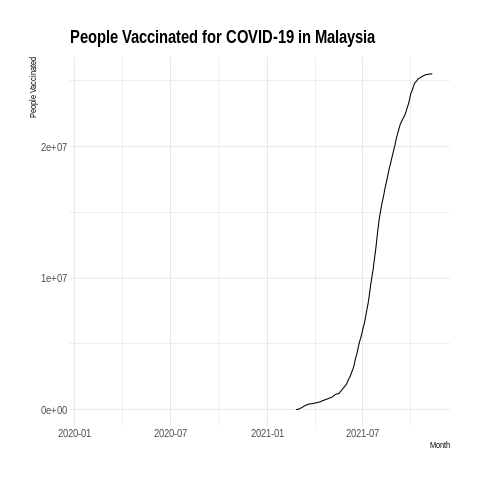 People Vaccinated for COVID-19 in Malaysia
People Vaccinated
2e+07
1e+07
0e+00
2020-01
2020-07
2021-01
2021-07
Month